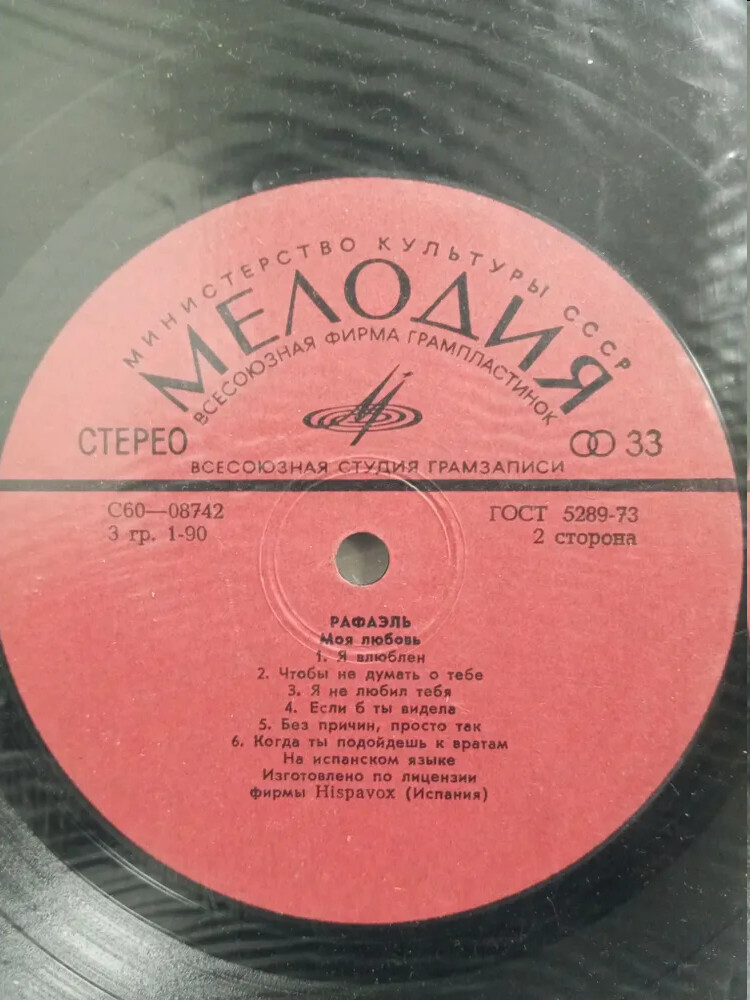 МИНИСТЕРСТВО КУЛЬТУРЫ СССР
МЕЛОДИЯ
ВСЕСОЮЗНАЯ ФИРМА ГРАМПЛАСТИНОК
СТЕРЕО
33
ВСЕСОЮЗНАЯ СТУДИЯ ГРАМЗАПИСИ
С60—08742
ГОСТ 5289-73
3 гр. 1-90
2 сторона
РАФАЭЛЬ
Моя любовь
1. Я влюблен
2. Чтобы не думать о тебе
3. Я не любил тебя
4. Если б ты видела
5. Без причин, просто так
6. Когда ты подойдешь к вратам
На испанском языке
Изготовлено по лицензии
фирмы Hispavox (Испания)